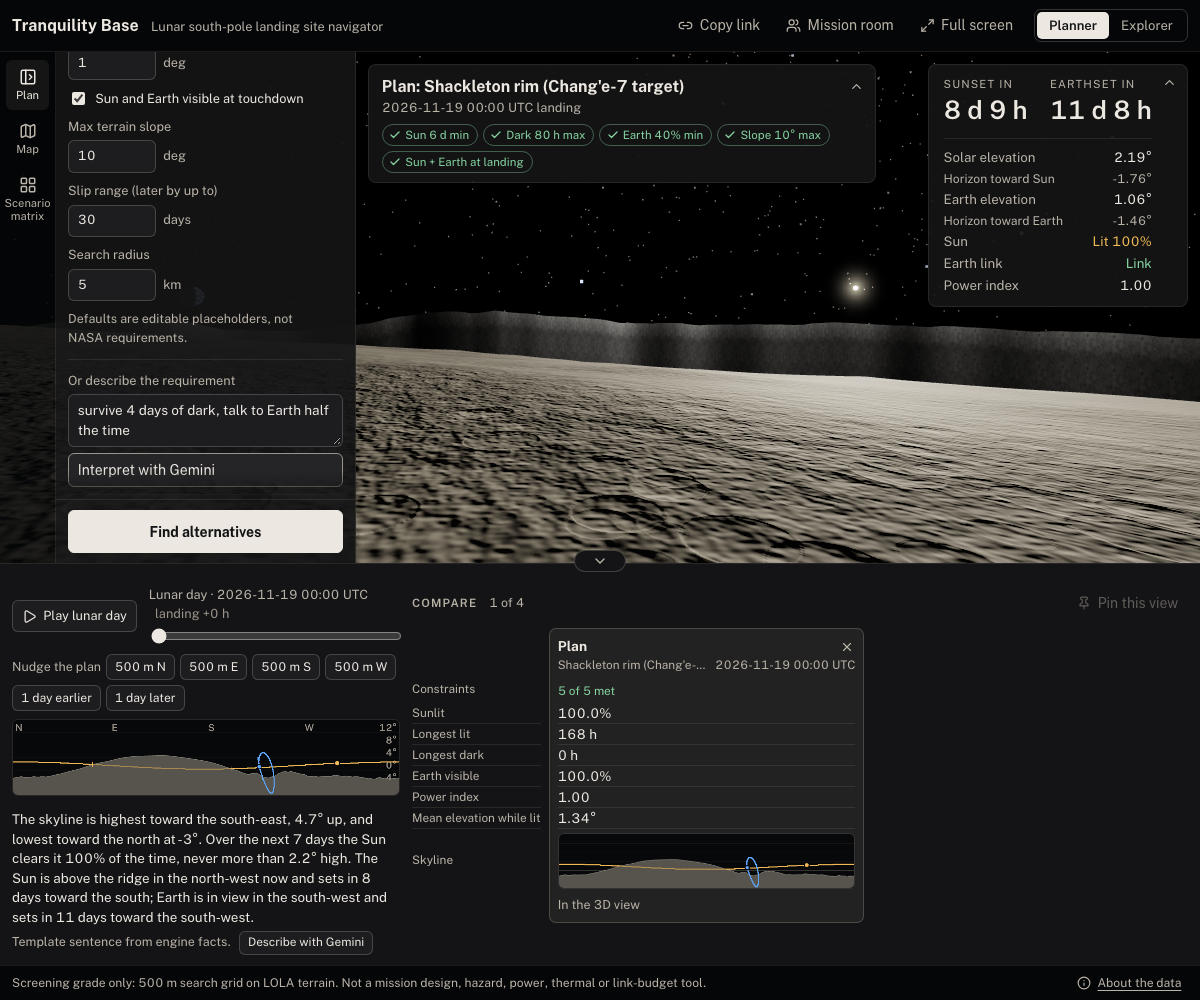 Tranquility Base Lunar south-pole landing site navigator
Copy link Mission room Full screen Planner Explorer
Plan
Map
Scenario
matrix
1 deg
Sun and Earth visible at touchdown
Max terrain slope
10 deg
Slip range (later by up to)
30 days
Search radius
5 km
Defaults are editable placeholders, not
NASA requirements.
Or describe the requirement
survive 4 days of dark, talk to Earth half
the time
Interpret with Gemini
Find alternatives
Plan: Shackleton rim (Chang'e-7 target)
2026-11-19 00:00 UTC landing
Sun 6 d min Dark 80 h max Earth 40% min Slope 10° max
Sun + Earth at landing
SUNSET IN EARTHSET IN
8 d 9 h 11 d 8 h
Solar elevation 2.19°
Horizon toward Sun -1.76°
Earth elevation 1.06°
Horizon toward Earth -1.46°
Sun Lit 100%
Earth link Link
Power index 1.00
Play lunar day
Lunar day · 2026-11-19 00:00 UTC
landing +0 h
Nudge the plan 500 m N 500 m E 500 m S 500 m W
1 day earlier 1 day later
N E S W 12°
8°
4°
0°
-4°
The skyline is highest toward the south-east, 4.7° up, and
lowest toward the north at -3°. Over the next 7 days the Sun
clears it 100% of the time, never more than 2.2° high. The
Sun is above the ridge in the north-west now and sets in 8
days toward the south; Earth is in view in the south-west and
sets in 11 days toward the south-west.
Template sentence from engine facts. Describe with Gemini
COMPARE 1 of 4
Pin this view
Plan
Shackleton rim (Chang'e-... 2026-11-19 00:00 UTC
Constraints 5 of 5 met
Sunlit 100.0%
Longest lit 168 h
Longest dark 0 h
Earth visible 100.0%
Power index 1.00
Mean elevation while lit 1.34°
Skyline
In the 3D view
Screening grade only: 500 m search grid on LOLA terrain. Not a mission design, hazard, power, thermal or link-budget tool.
About the data